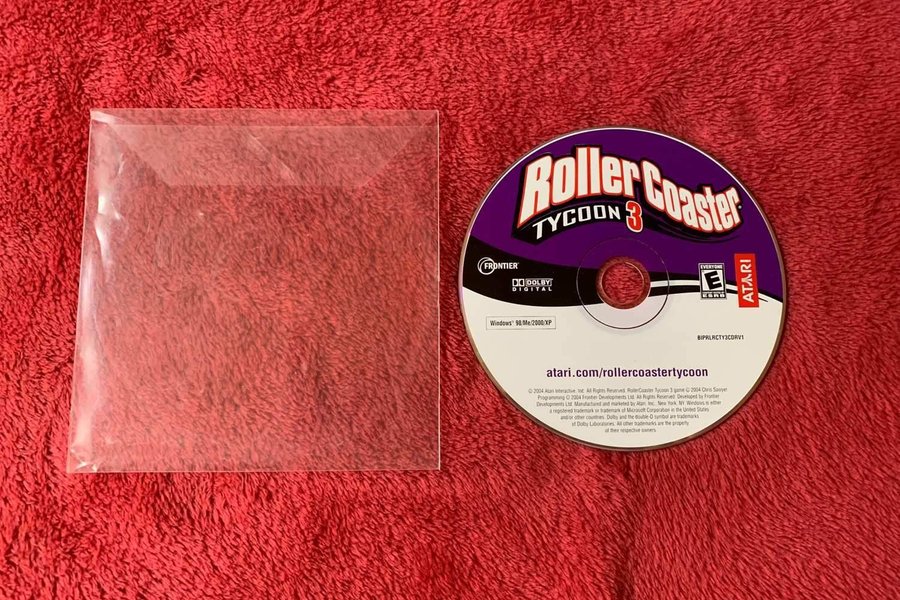 RollerCoaster
TYCOON 3
FRONTIER
DOLBY
DIGITAL
EVERYONE
E
ESRB
ATARI
Windows® 98/Me/2000/XP
BIPRLRCTY3CDRV1
atari.com/rollercoastertycoon
© 2004 Atari Interactive, Inc. All Rights Reserved. RollerCoaster Tycoon 3 game © 2004 Chris Sawyer
Programming © 2004 Frontier Developments Ltd. All Rights Reserved. Developed by Frontier
Developments Ltd. Manufactured and marketed by Atari, Inc., New York, NY. Windows is either
a registered trademark or trademark of Microsoft Corporation in the United States
and/or other countries. Dolby and the double-D symbol are trademarks
of Dolby Laboratories. All other trademarks are the property
of their respective owners.